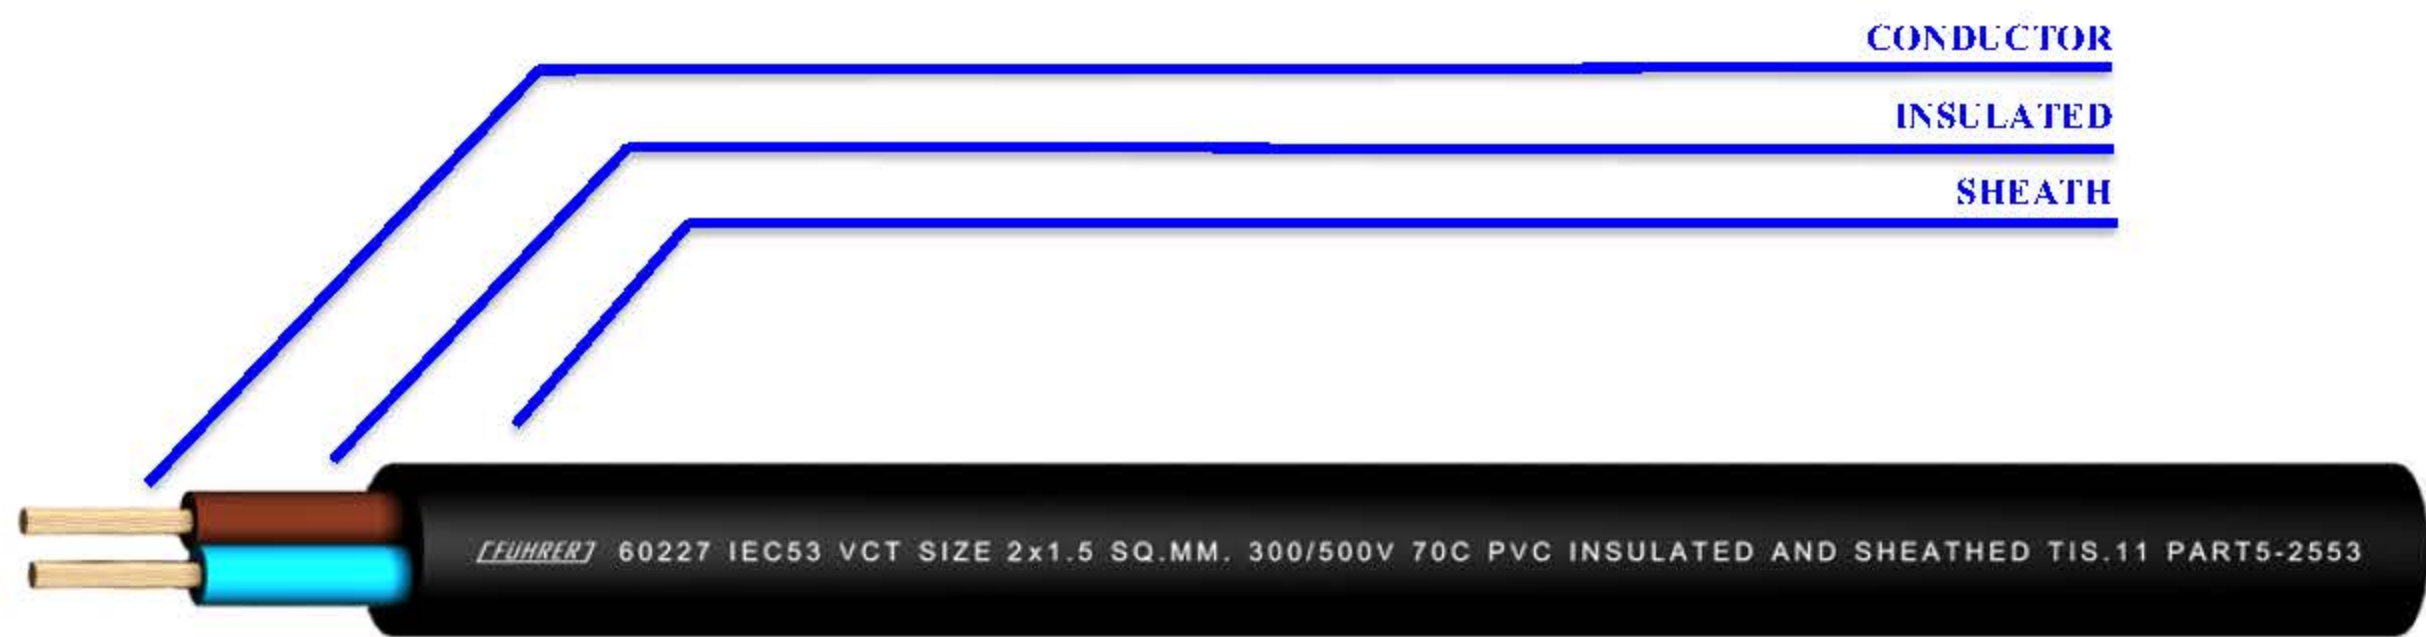 CONDUCTOR
INSULATED
SHEATH
FUHRER 60227 IEC53 VCT SIZE 2x1.5 SQ.MM. 300/500V 70C PVC INSULATED AND SHEATHED TIS.11 PART5-2553